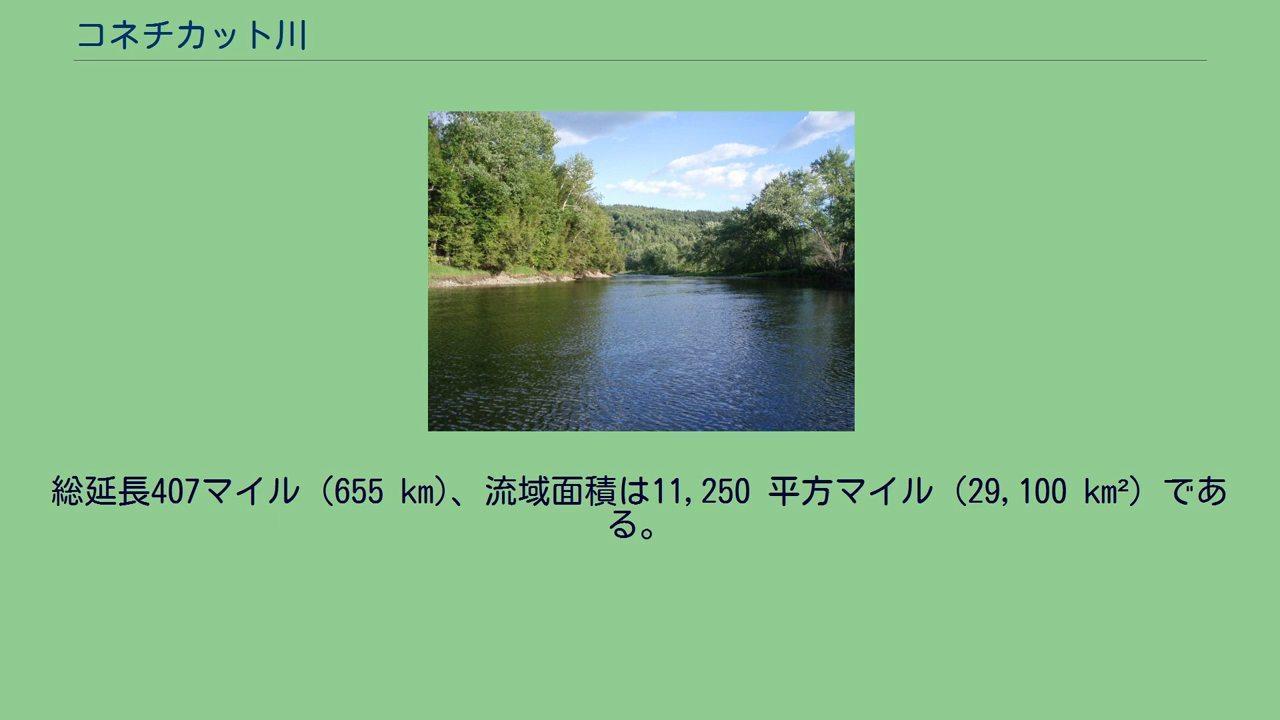 コネチカット川
総延長407マイル（655 km）、流域面積は11,250 平方マイル（29,100 km²）であ
る。